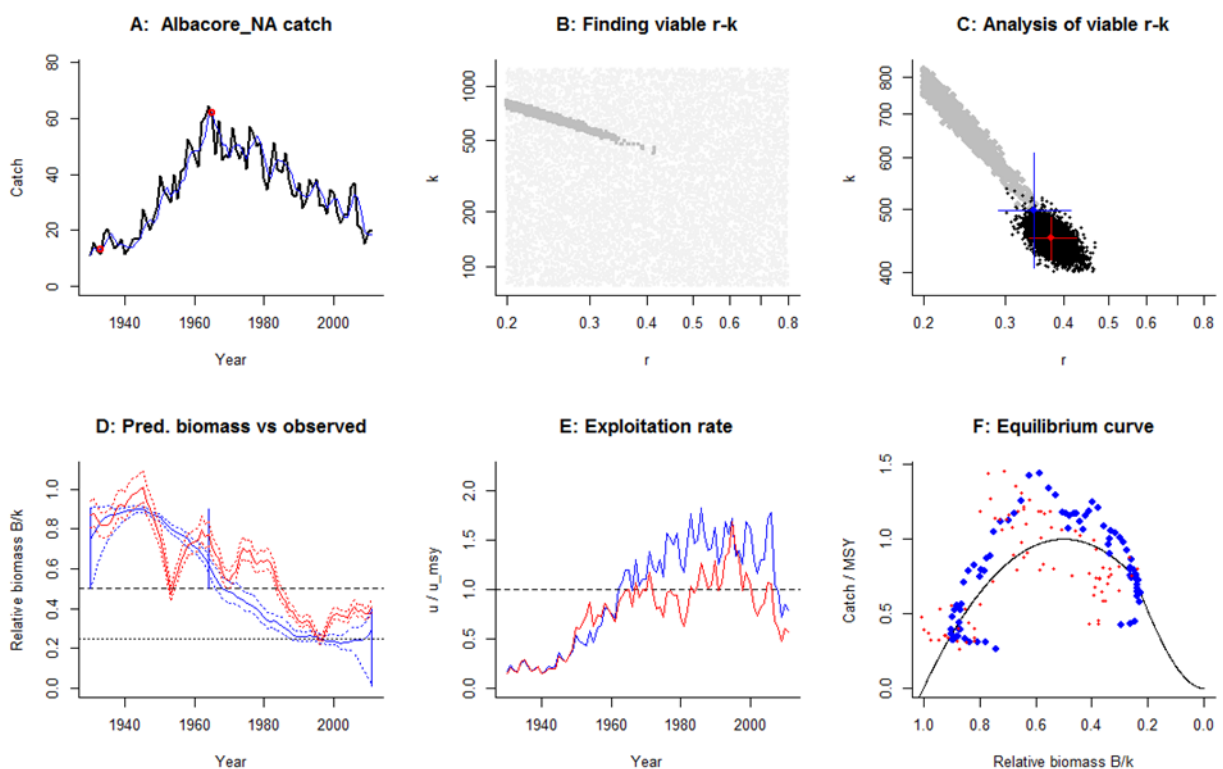 A: Albacore_NA catch
Catch
80
60
40
20
0
1940 1960 1980 2000
Year
B: Finding viable r-k
k
1000
500
200
100
0.2 0.3 0.4 0.5 0.6 0.8
r
C: Analysis of viable r-k
k
800
700
600
500
400
0.2 0.3 0.4 0.5 0.6 0.8
r
D: Pred. biomass vs observed
Relative biomass B/k
1.0
0.8
0.6
0.4
0.2
0.0
1940 1960 1980 2000
Year
E: Exploitation rate
u / u_msy
2.0
1.5
1.0
0.5
0.0
1940 1960 1980 2000
Year
F: Equilibrium curve
Catch / MSY
1.5
1.0
0.5
0.0
1.0 0.8 0.6 0.4 0.2 0.0
Relative biomass B/k